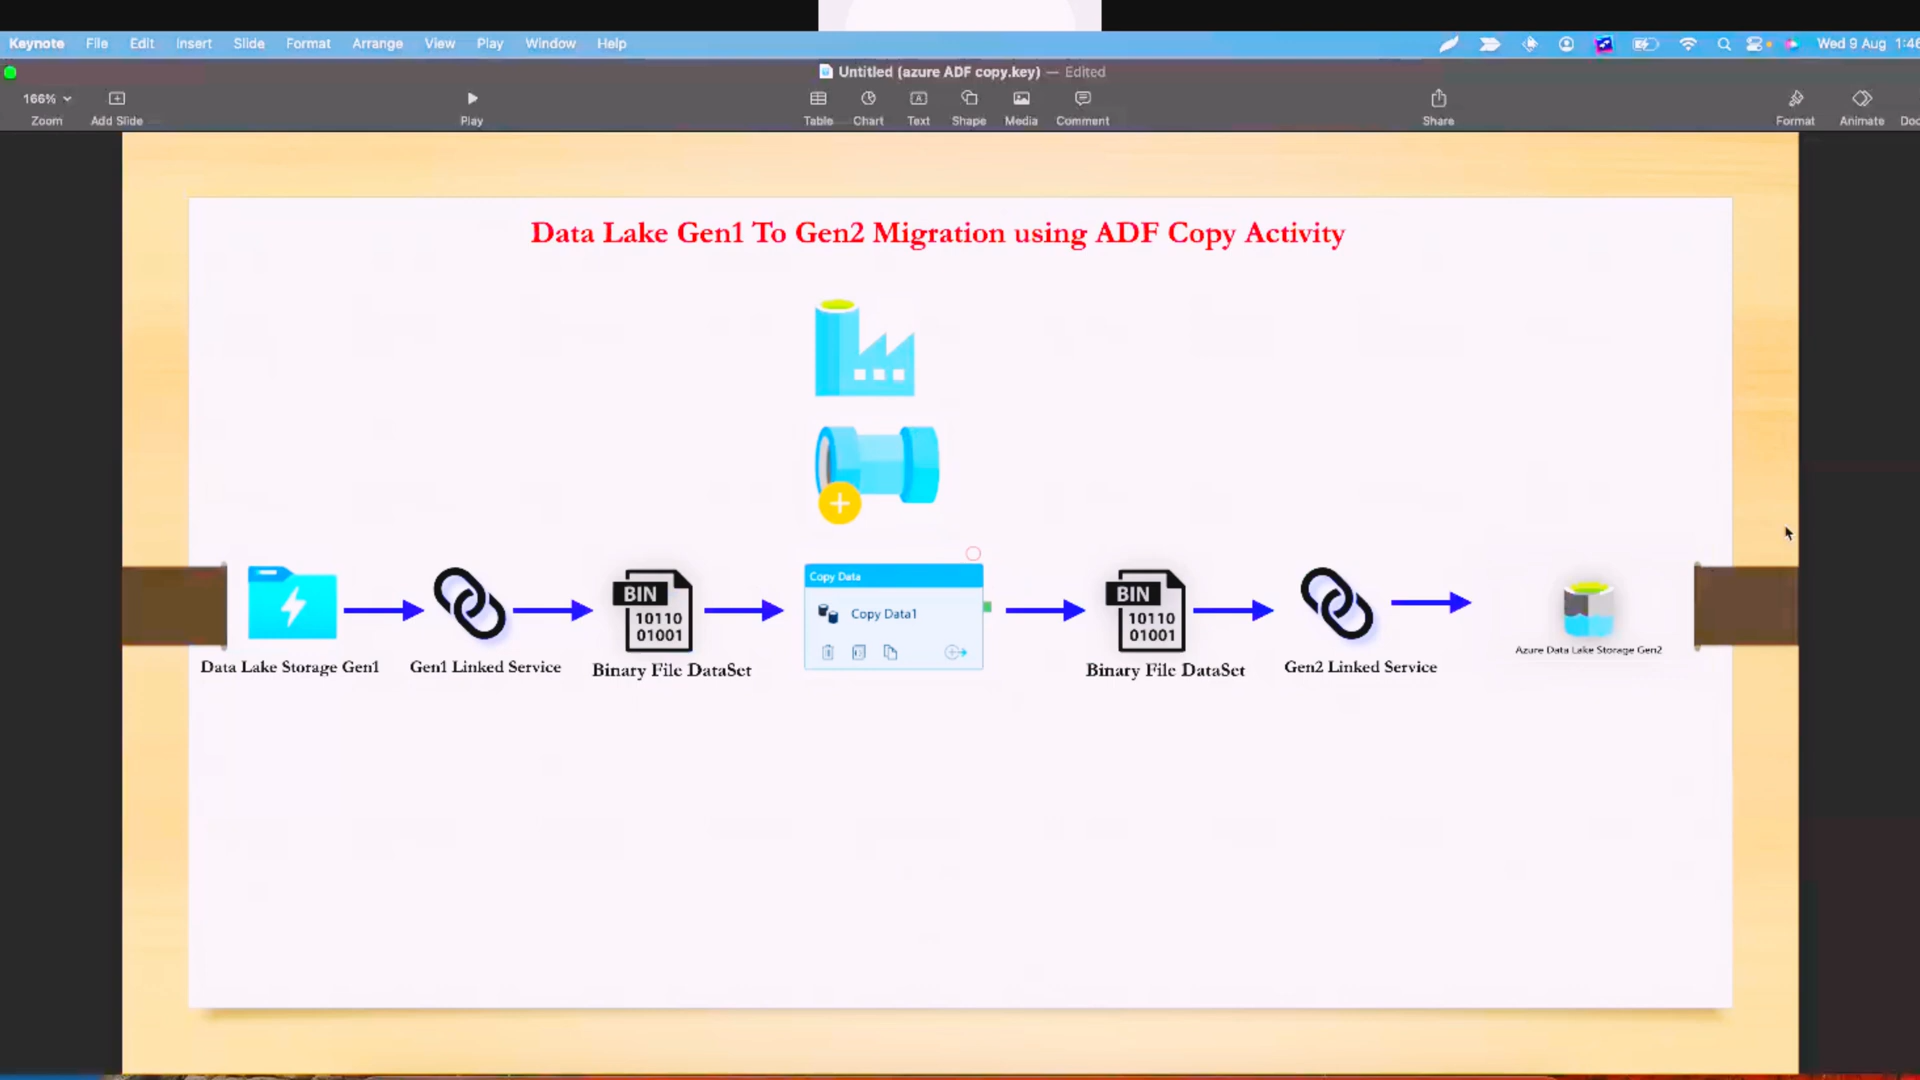 Keynote File Edit Insert Slide Format Arrange View Play Window Help Wed 9 Aug
Untitled (azure ADF copy.key) — Edited
166%
Zoom Add Slide Play Table Chart Text Shape Media Comment Share Format Animate
Data Lake Gen1 To Gen2 Migration using ADF Copy Activity
Copy Data
Copy Data1
BIN
10110
01001
BIN
10110
01001
Data Lake Storage Gen1
Gen1 Linked Service
Binary File DataSet
Binary File DataSet
Gen2 Linked Service
Azure Data Lake Storage Gen2